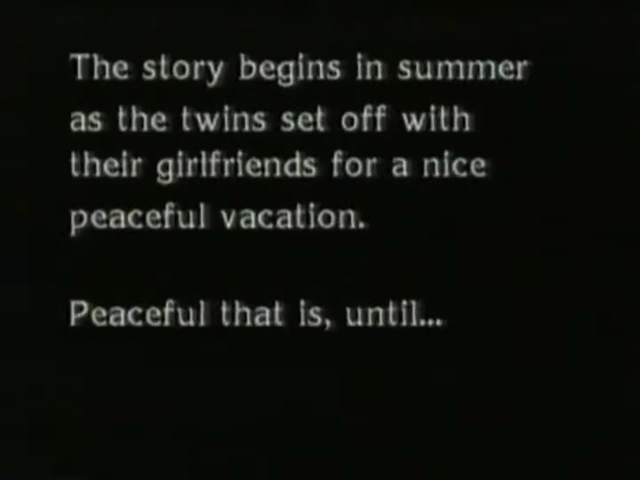 The story begins in summer
as the twins set off with
their girlfriends for a nice
peaceful vacation.
Peaceful that is, until...